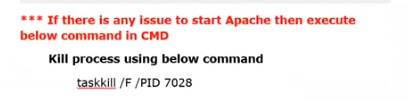 *** If there is any issue to start Apache then execute
below command in CMD
Kill process using below command
taskkill /F /PID 7028